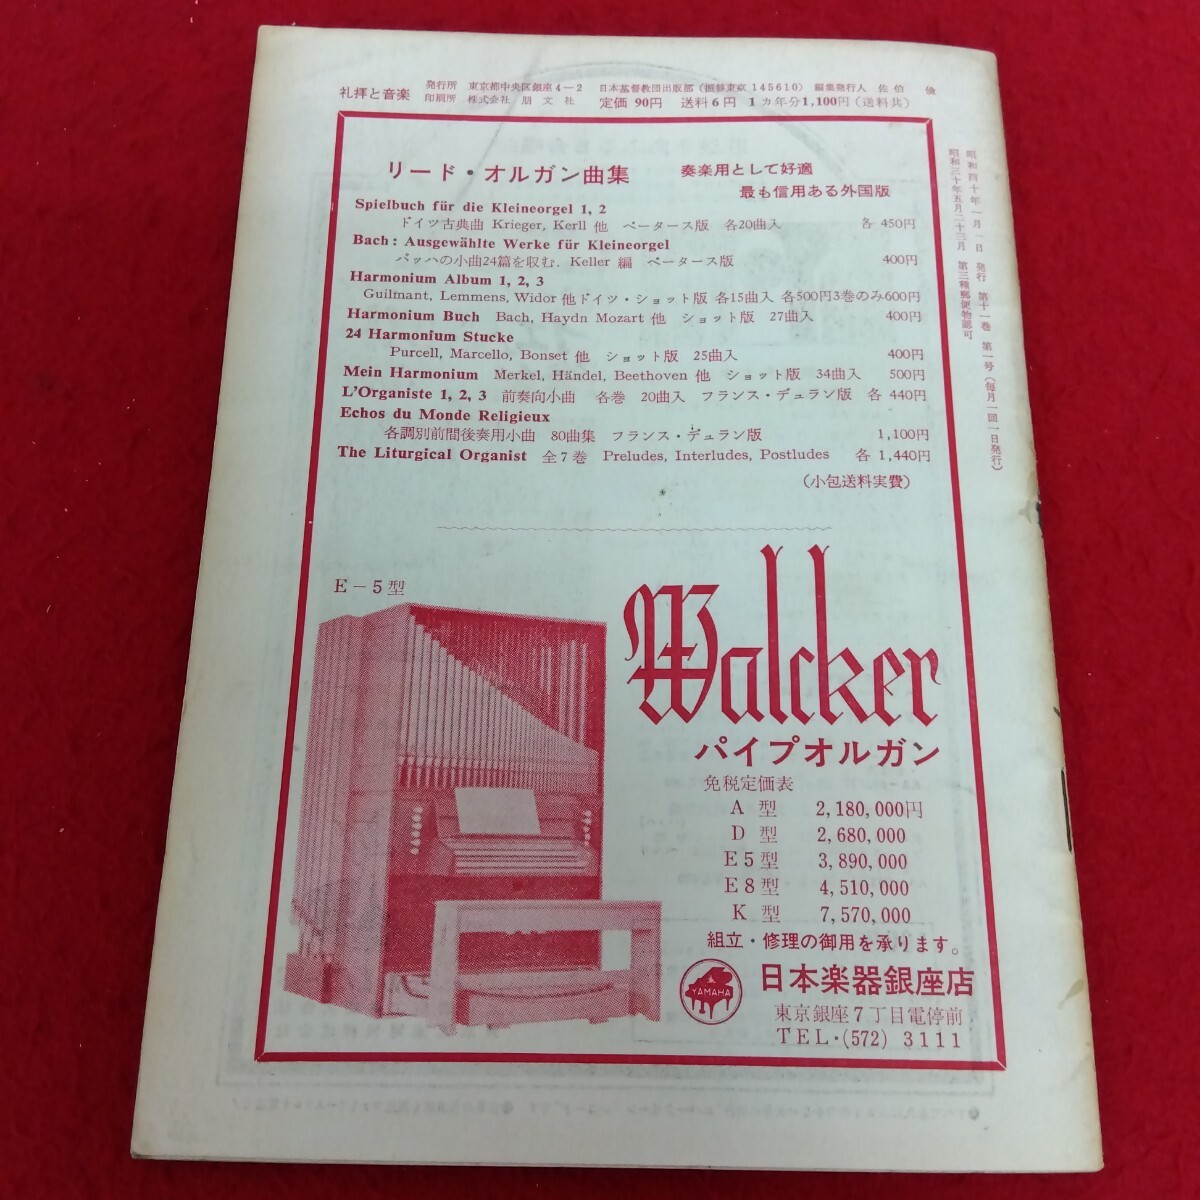 礼拝と音楽
発行所 東京都中央区銀座4-2 日本基督教団出版部(振替東京 145610) 編集発行人 佐伯 倹
印刷所 株式会社 朋文社 定価 90円 送料6円 1カ年分1,100円(送料共)
昭和四十年一月一日 発行 第十一巻 第一号(毎月一回一日発行)
昭和三十年五月二十三月 第三種郵便物認可
リード・オルガン曲集 奏楽用として好適
最も信用ある外国版
Spielbuch für die Kleineorgel 1, 2
ドイツ古典曲 Krieger, Kerll 他 ペータース版 各20曲入 各 450円
Bach: Ausgewählte Werke für Kleineorgel
バッハの小曲24篇を収む. Keller 編 ペータース版 400円
Harmonium Album 1, 2, 3
Guilmant, Lemmens, Widor 他ドイツ・ショット版 各15曲入 各500円3巻のみ600円
Harmonium Buch Bach, Haydn Mozart 他 ショット版 27曲入 400円
24 Harmonium Stucke
Purcell, Marcello, Bonset 他 ショット版 25曲入 400円
Mein Harmonium Merkel, Händel, Beethoven 他 ショット版 34曲入 500円
L'Organiste 1, 2, 3 前奏向小曲 各巻 20曲入 フランス・デュラン版 各 440円
Echos du Monde Religieux
各調別前間後奏用小曲 80曲集 フランス・デュラン版 1,100円
The Liturgical Organist 全7巻 Preludes, Interludes, Postludes 各 1,440円
(小包送料実費)
E-5型
Walcker
パイプオルガン
免税定価表
A 型 2,180,000円
D 型 2,680,000
E5型 3,890,000
E8型 4,510,000
K 型 7,570,000
組立・修理の御用を承ります。
YAMAHA
日本楽器銀座店
東京銀座7丁目電停前
TEL・(572) 3111